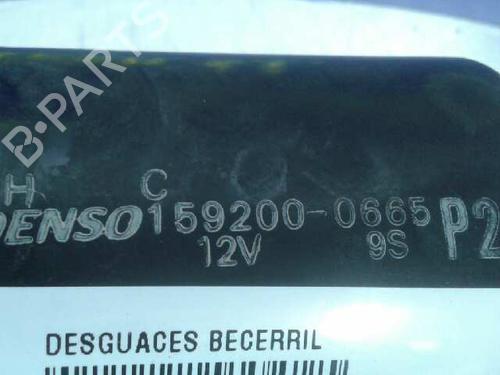 B-PARTS
H C
DENSO 159200-0665 P2
12V 9S
DESGUACES BECERRIL